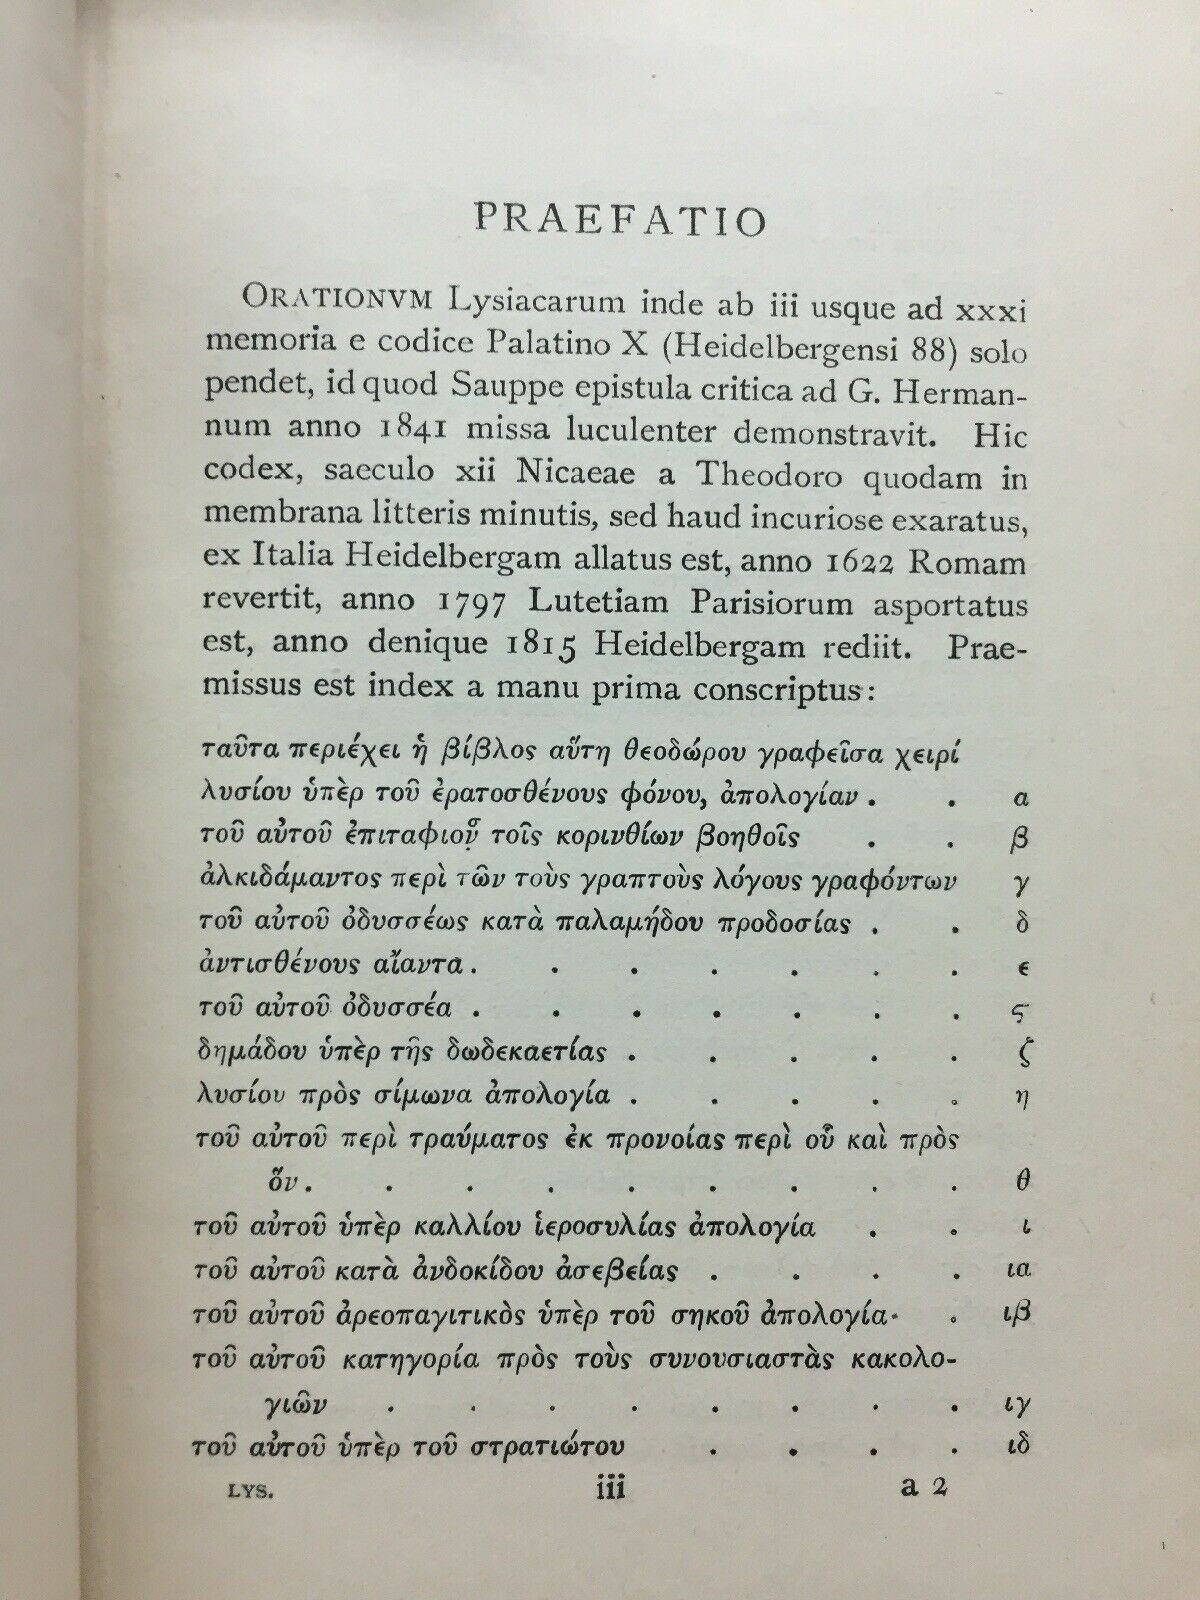 PRAEFATIO
ORATIONVM Lysiacarum inde ab iii usque ad xxxi
memoria e codice Palatino X (Heidelbergensi 88) solo
pendet, id quod Sauppe epistula critica ad G. Herman-
num anno 1841 missa luculenter demonstravit. Hic
codex, saeculo xii Nicaeae a Theodoro quodam in
membrana litteris minutis, sed haud incuriose exaratus,
ex Italia Heidelbergam allatus est, anno 1622 Romam
revertit, anno 1797 Lutetiam Parisiorum asportatus
est, anno denique 1815 Heidelbergam rediit. Prae-
missus est index a manu prima conscriptus:
ταῦτα περιέχει ἡ βίβλος αὕτη θεοδώρου γραφεῖσα χειρί
λυσίου ὑπὲρ τοῦ ἐρατοσθένους φόνου, ἀπολογίαν . . α
τοῦ αὐτοῦ ἐπιταφιοῦ τοῖς κορινθίων βοηθοῖς . . β
ἀλκιδάμαντος περὶ τῶν τοὺς γραπτοὺς λόγους γραφόντων γ
τοῦ αὐτοῦ ὀδυσσέως κατὰ παλαμήδου προδοσίας . . δ
ἀντισθένους αἴαντα . . . . . . . ε
τοῦ αὐτοῦ ὀδυσσέα . . . . . . . ς
δημάδου ὑπὲρ τῆς δωδεκαετίας . . . . . ζ
λυσίου πρὸς σίμωνα ἀπολογία . . . . . η
τοῦ αὐτοῦ περὶ τραύματος ἐκ προνοίας περὶ οὗ καὶ πρὸς
ὅν . . . . . . . . . θ
τοῦ αὐτοῦ ὑπὲρ καλλίου ἱεροσυλίας ἀπολογία . . ι
τοῦ αὐτοῦ κατὰ ἀνδοκίδου ἀσεβείας . . . . ια
τοῦ αὐτοῦ ἀρεοπαγιτικὸς ὑπὲρ τοῦ σηκοῦ ἀπολογία· . ιβ
τοῦ αὐτοῦ κατηγορία πρὸς τοὺς συνουσιαστὰς κακολο-
γιῶν . . . . . . . . ιγ
τοῦ αὐτοῦ ὑπὲρ τοῦ στρατιώτου . . . . ιδ
LYS. iii a 2